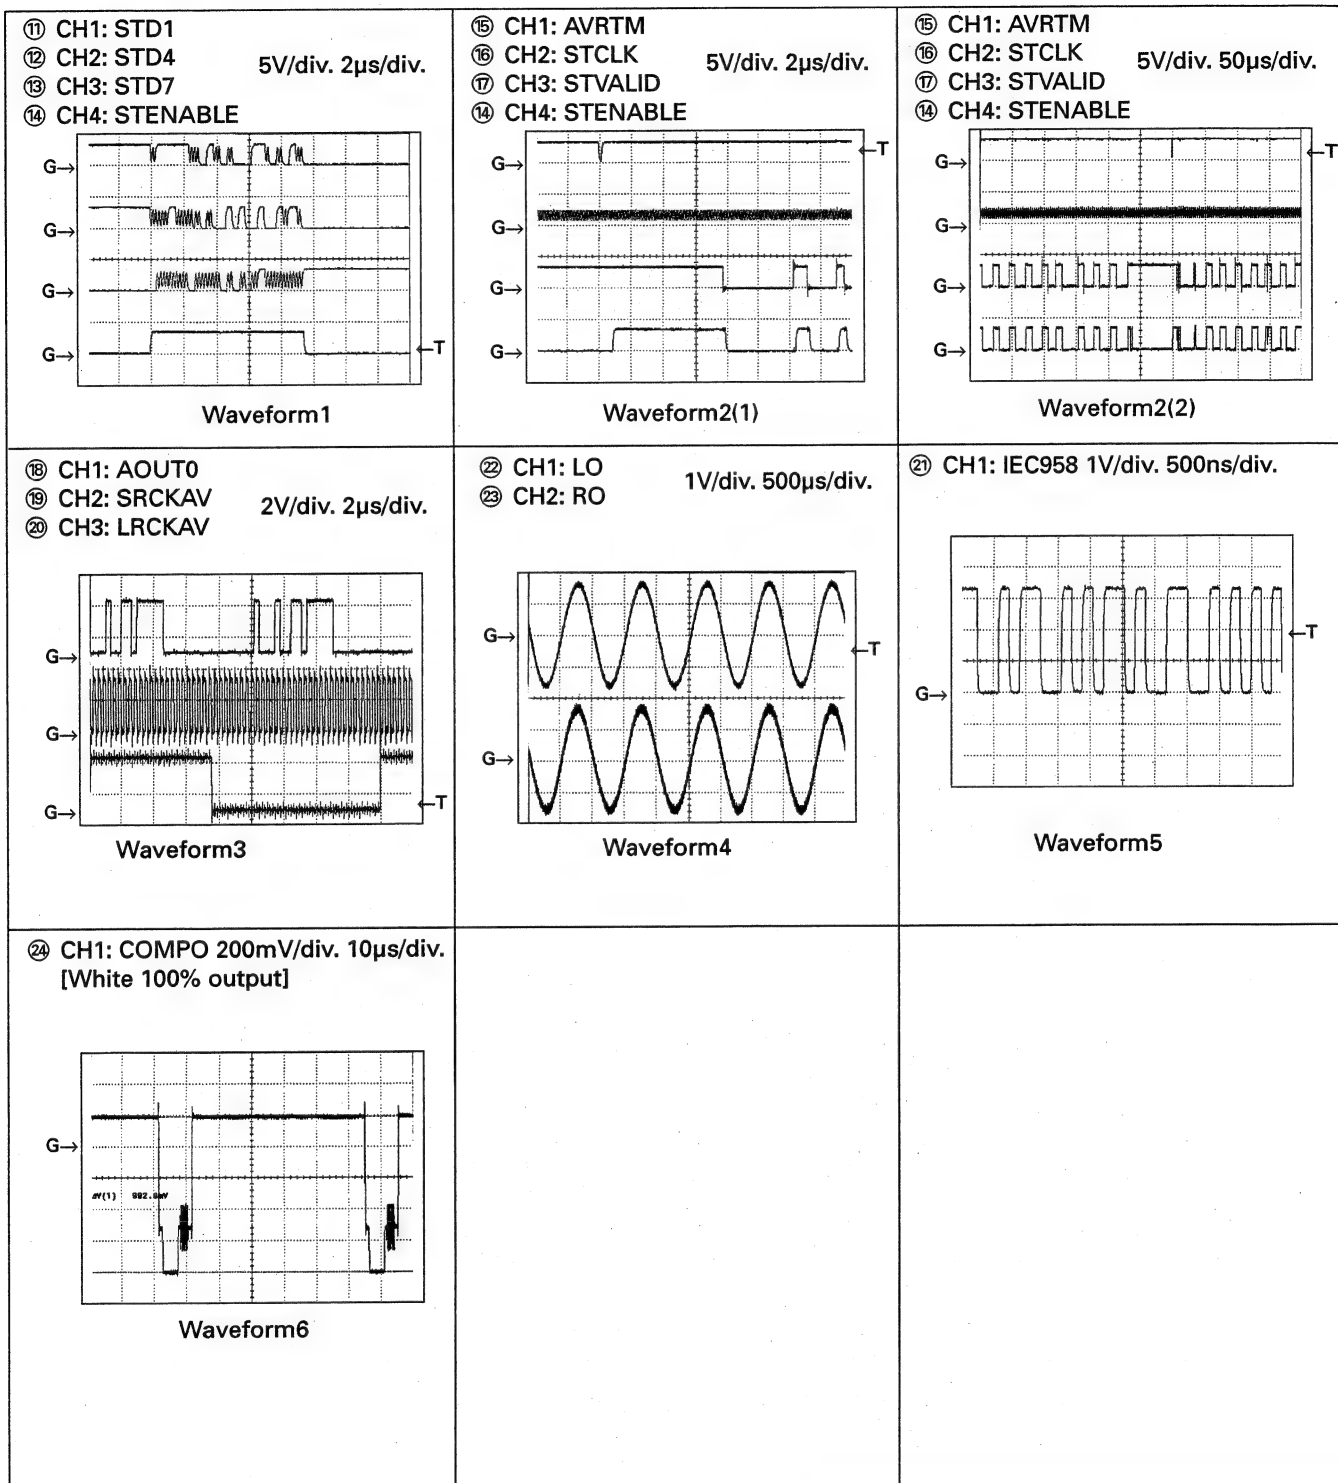 ⑪ CH1: STD1
⑫ CH2: STD4
⑬ CH3: STD7
⑭ CH4: STENABLE
5V/div. 2µs/div.
G→
G→
G→
G→
←T
Waveform1
⑮ CH1: AVRTM
⑯ CH2: STCLK
⑰ CH3: STVALID
⑭ CH4: STENABLE
5V/div. 2µs/div.
G→
G→
G→
G→
←T
Waveform2(1)
⑮ CH1: AVRTM
⑯ CH2: STCLK
⑰ CH3: STVALID
⑭ CH4: STENABLE
5V/div. 50µs/div.
G→
G→
G→
G→
←T
Waveform2(2)
⑱ CH1: AOUT0
⑲ CH2: SRCKAV
⑳ CH3: LRCKAV
2V/div. 2µs/div.
G→
G→
G→
←T
Waveform3
㉒ CH1: LO
㉓ CH2: RO
1V/div. 500µs/div.
G→
G→
←T
Waveform4
㉑ CH1: IEC958 1V/div. 500ns/div.
G→
←T
Waveform5
㉔ CH1: COMPO 200mV/div. 10µs/div.
[White 100% output]
G→
Waveform6